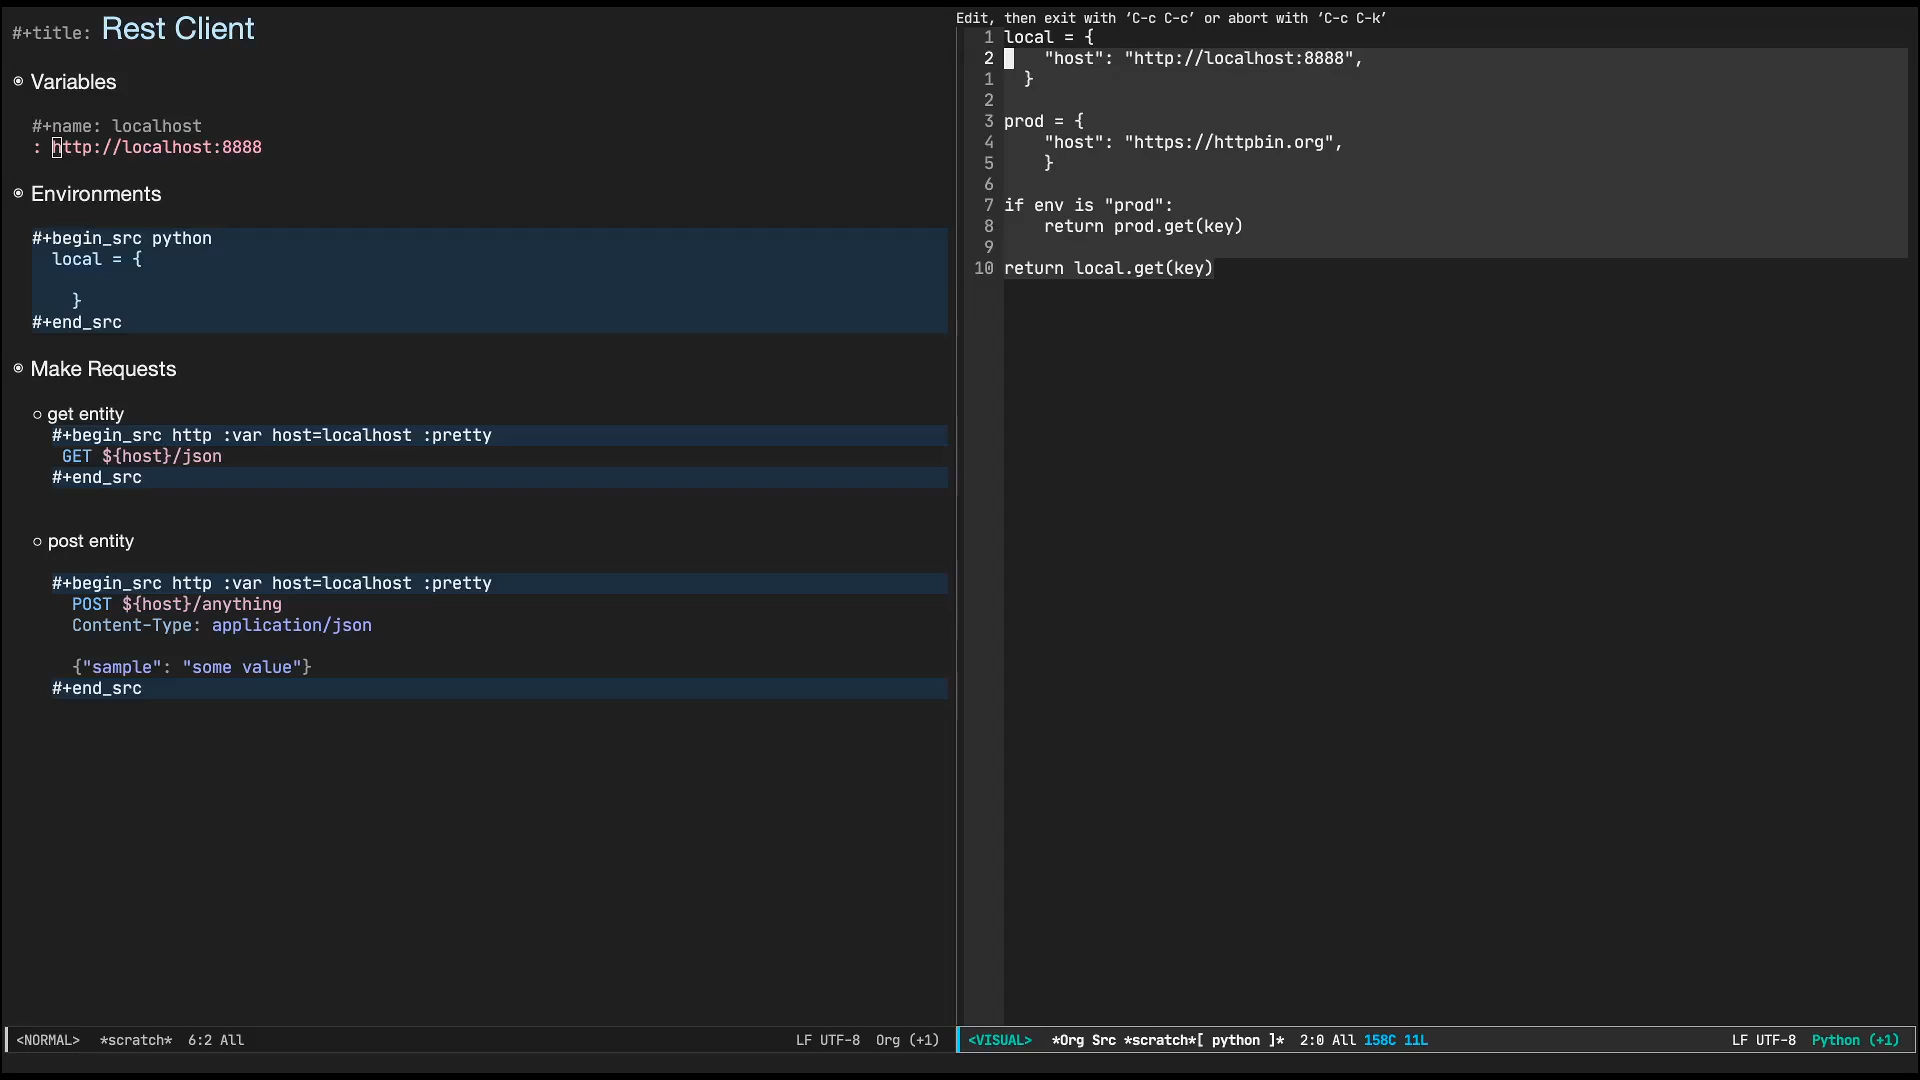 #+title: Rest Client
Variables
#+name: localhost
: http://localhost:8888
Environments
#+begin_src python
local = {
}
#+end_src
Make Requests
get entity
#+begin_src http :var host=localhost :pretty
GET ${host}/json
#+end_src
post entity
#+begin_src http :var host=localhost :pretty
POST ${host}/anything
Content-Type: application/json
{"sample": "some value"}
#+end_src
<NORMAL> *scratch* 6:2 All LF UTF-8 Org (+1)
Edit, then exit with ‘C-c C-c’ or abort with ‘C-c C-k’
1 local = {
2 "host": "http://localhost:8888",
1 }
2
3 prod = {
4 "host": "https://httpbin.org",
5 }
6
7 if env is "prod":
8 return prod.get(key)
9
10 return local.get(key)
<VISUAL> *Org Src *scratch*[ python ]* 2:0 All 158C 11L LF UTF-8 Python (+1)